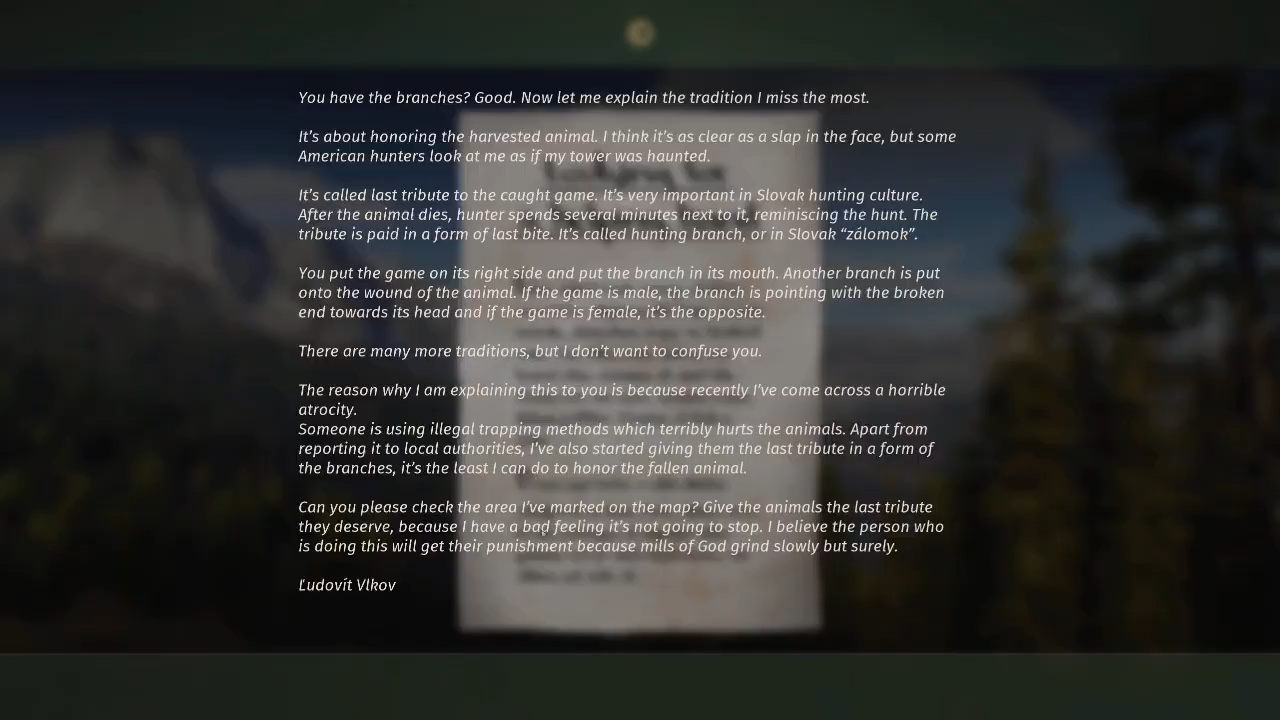 You have the branches? Good. Now let me explain the tradition I miss the most.
It's about honoring the harvested animal. I think it's as clear as a slap in the face, but some
American hunters look at me as if my tower was haunted.
It's called last tribute to the caught game. It's very important in Slovak hunting culture.
After the animal dies, hunter spends several minutes next to it, reminiscing the hunt. The
tribute is paid in a form of last bite. It's called hunting branch, or in Slovak “zálomok”.
You put the game on its right side and put the branch in its mouth. Another branch is put
onto the wound of the animal. If the game is male, the branch is pointing with the broken
end towards its head and if the game is female, it's the opposite.
There are many more traditions, but I don't want to confuse you.
The reason why I am explaining this to you is because recently I've come across a horrible
atrocity.
Someone is using illegal trapping methods which terribly hurts the animals. Apart from
reporting it to local authorities, I've also started giving them the last tribute in a form of
the branches, it's the least I can do to honor the fallen animal.
Can you please check the area I've marked on the map? Give the animals the last tribute
they deserve, because I have a bad feeling it's not going to stop. I believe the person who
is doing this will get their punishment because mills of God grind slowly but surely.
Ľudovít Vlkov